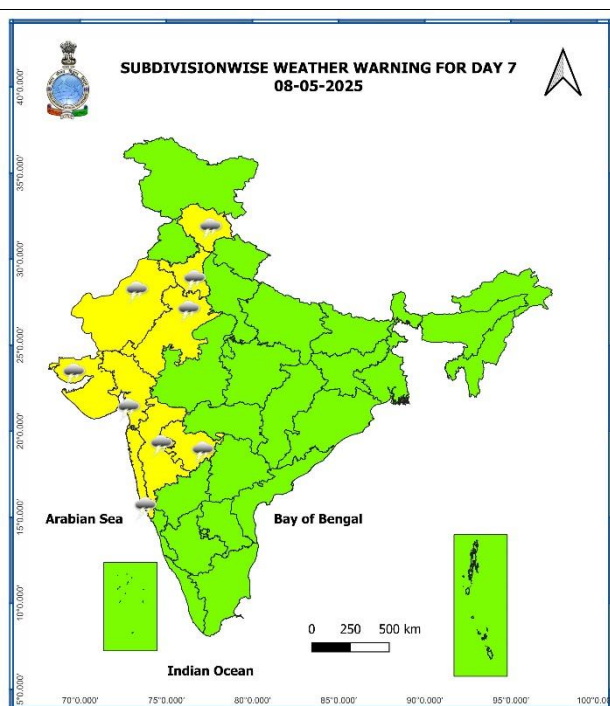 SUBDIVISIONWISE WEATHER WARNING FOR DAY 7
08-05-2025
40°0.000'
35°0.000'
30°0.000'
25°0.000'
20°0.000'
15°0.000'
10°0.000'
5°0.000'
Arabian Sea
Bay of Bengal
0 250 500 km
Indian Ocean
70°0.000' 75°0.000' 80°0.000' 85°0.000' 90°0.000' 95°0.000' 100°0.00